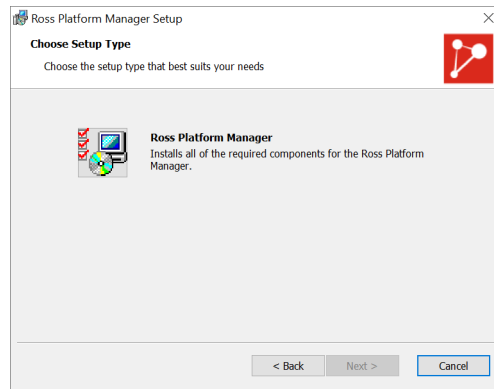 Ross Platform Manager Setup
Choose Setup Type
Choose the setup type that best suits your needs
Ross Platform Manager
Installs all of the required components for the Ross Platform
Manager.
< Back
Next >
Cancel